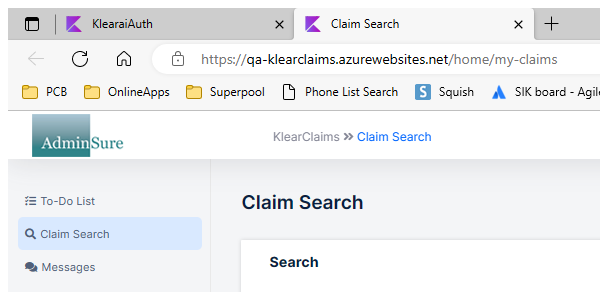 KlearaiAuth
Claim Search
https://qa-klearclaims.azurewebsites.net/home/my-claims
PCB
OnlineApps
Superpool
Phone List Search
S
Squish
SIK board - Agile
AdminSure
KlearClaims » Claim Search
To-Do List
Claim Search
Messages
Claim Search
Search